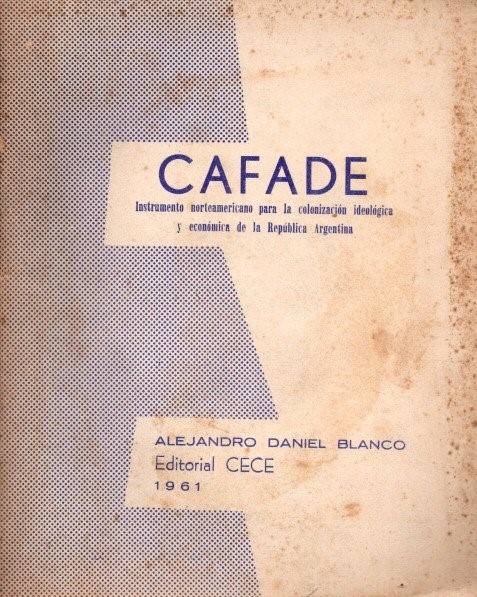 CAFADE
Instrumento norteamericano para la colonización ideológica
y económica de la República Argentina
ALEJANDRO DANIEL BLANCO
Editorial CECE
1961